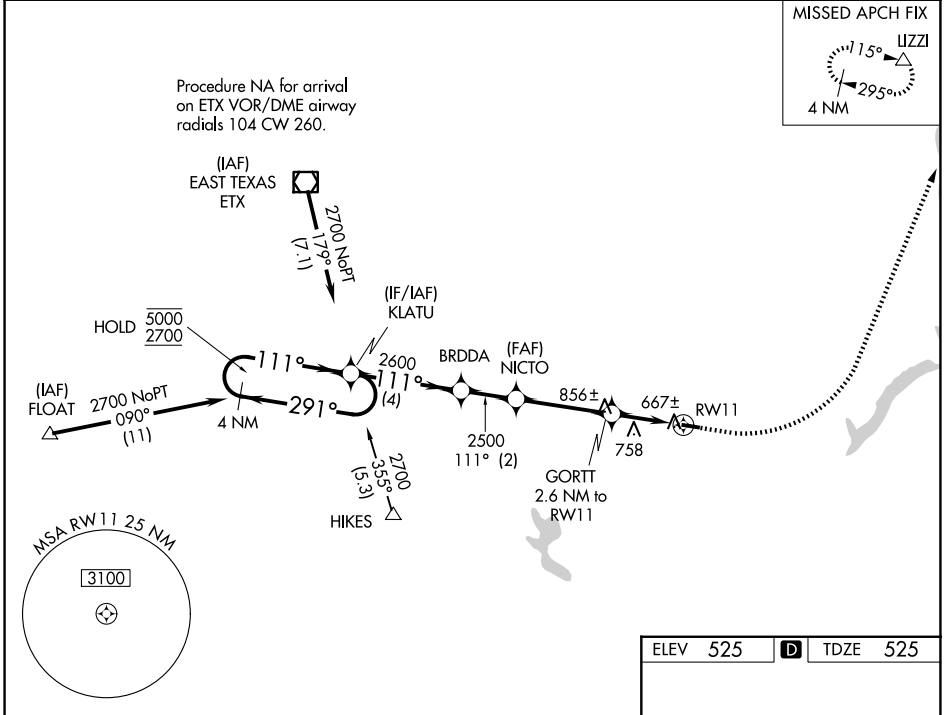 MISSED APCH FIX
LIZZI
115°
295°
4 NM
Procedure NA for arrival
on ETX VOR/DME airway
radials 104 CW 260.
(IAF)
EAST TEXAS
ETX
2700 NoPT
179°
(7.1)
(IF/IAF)
KLATU
HOLD 5000
2700
111°
291°
4 NM
(IAF)
FLOAT
2700 NoPT
090°
(11)
2600
111°
(4)
BRDDA
(FAF)
NICTO
2500
111° (2)
856±
667±
RW11
758
GORTT
2.6 NM to
RW11
2700
355°
(5.3)
HIKES
MSA RW11 25 NM
3100
ELEV 525 D TDZE 525